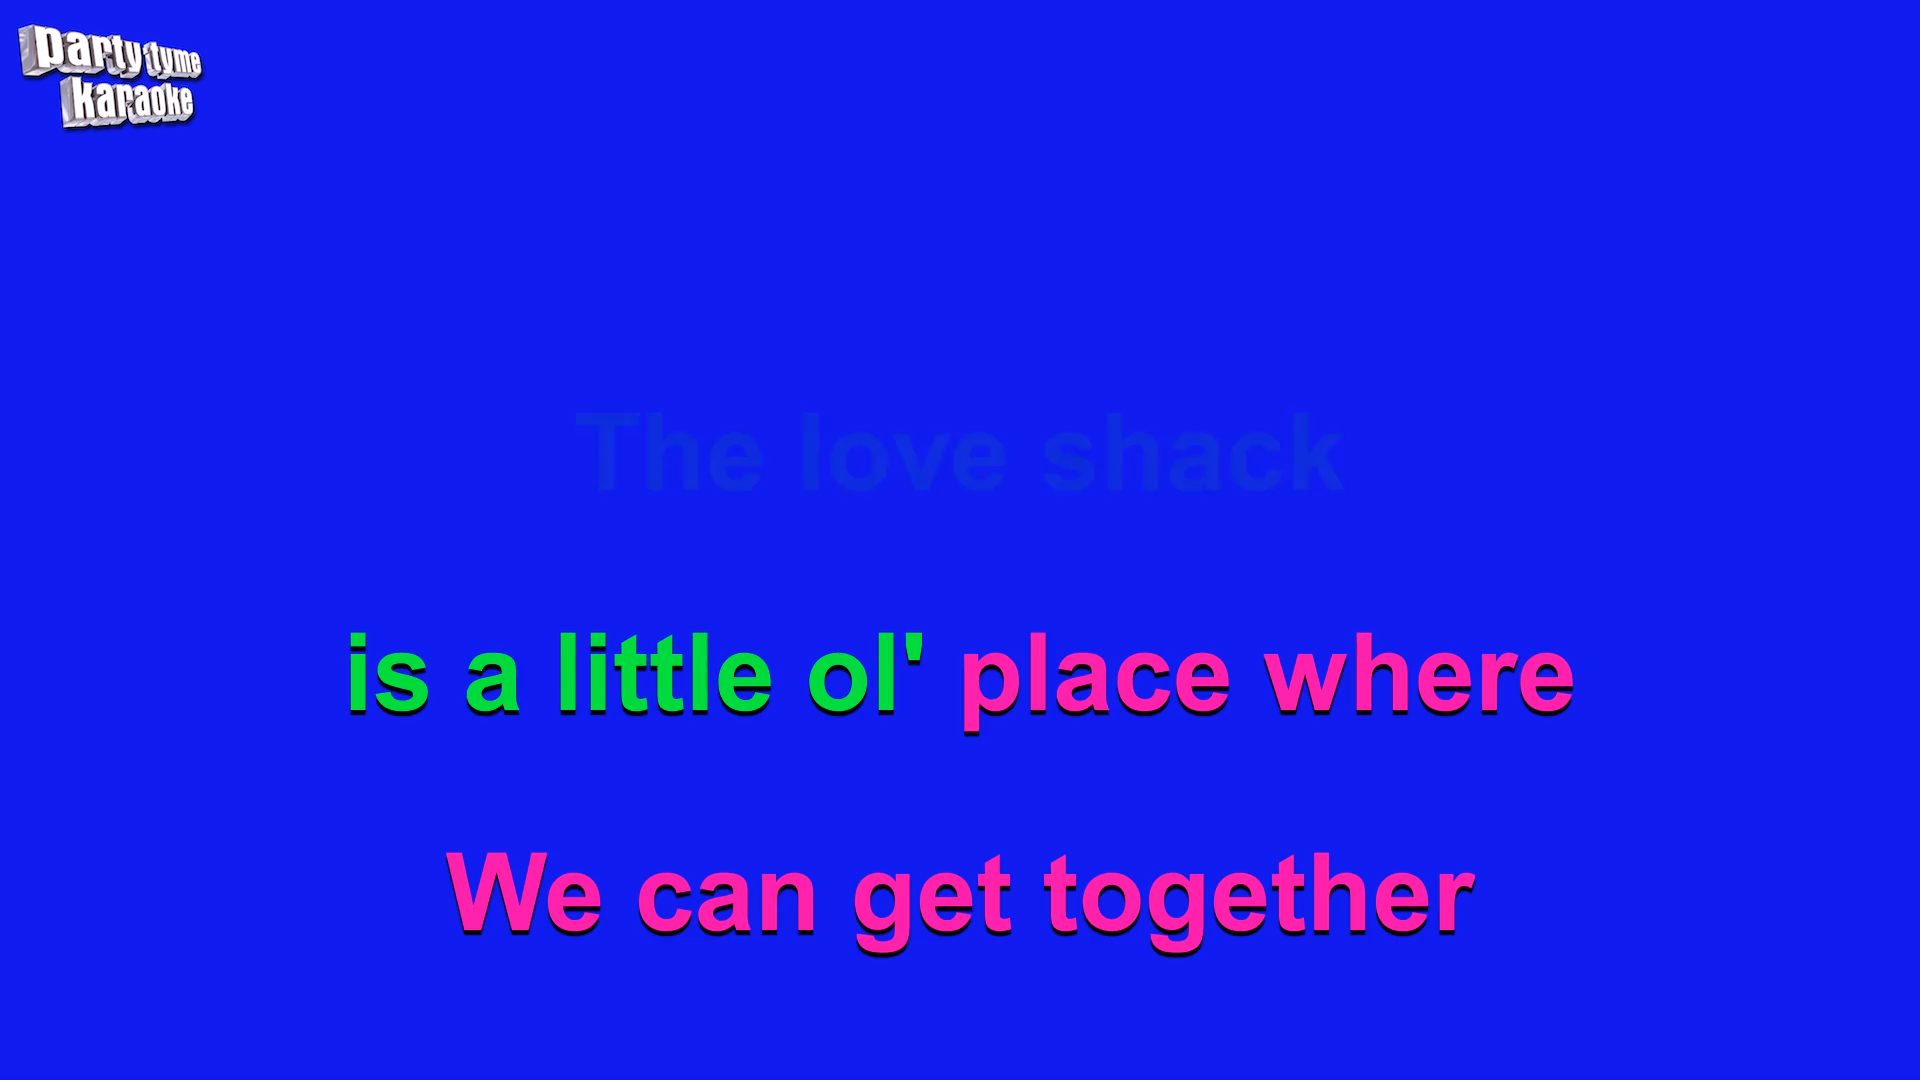 party tyme
karaoke
The love shack
is a little ol' place where
We can get together